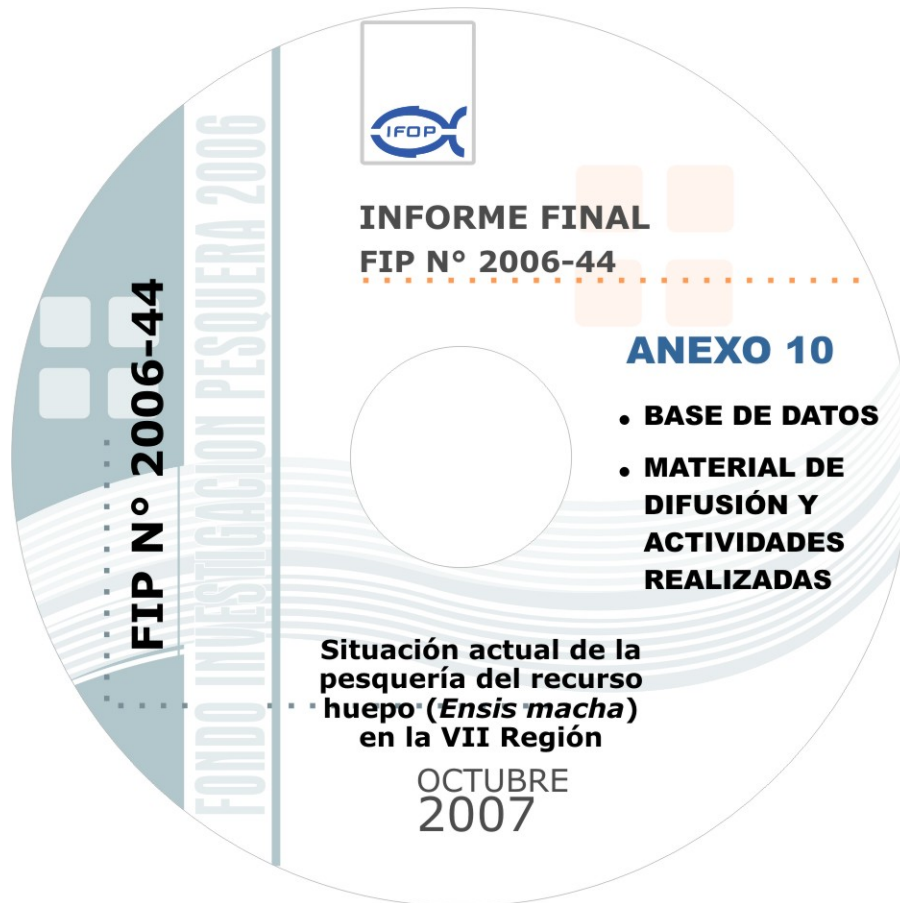 IFOP
INFORME FINAL
FIP N° 2006-44
FONDO INVESTIGACION PESQUERA 2006
FIP N° 2006-44
ANEXO 10
• BASE DE DATOS
• MATERIAL DE
DIFUSIÓN Y
ACTIVIDADES
REALIZADAS
Situación actual de la
pesquería del recurso
huepo (Ensis macha)
en la VII Región
OCTUBRE
2007